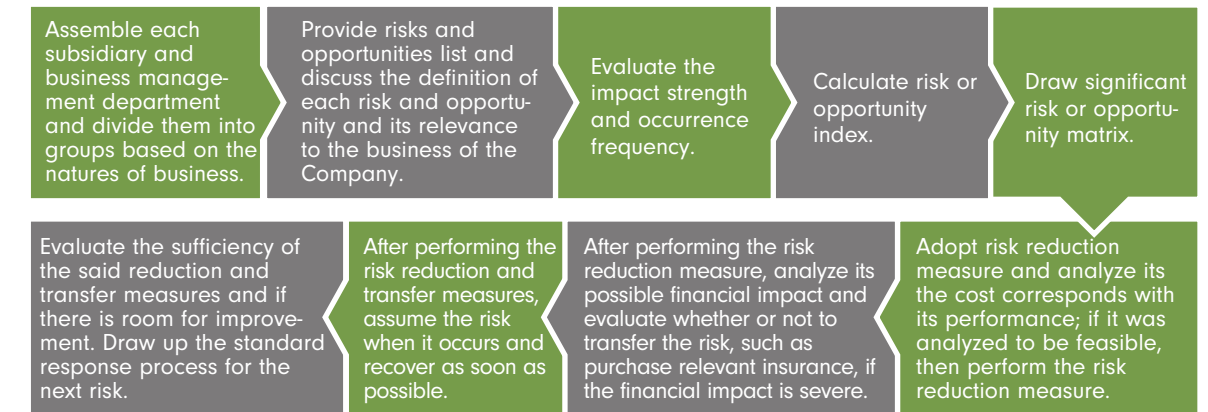 Assemble each
subsidiary and
business manage-
ment department
and divide them into
groups based on the
natures of business.
Provide risks and
opportunities list and
discuss the definition of
each risk and opportu-
nity and its relevance
to the business of the
Company.
Evaluate the
impact strength
and occurrence
frequency.
Calculate risk or
opportunity
index.
Draw significant
risk or opportu-
nity matrix.
Adopt risk reduction
measure and analyze its
the cost corresponds with
its performance; if it was
analyzed to be feasible,
then perform the risk
reduction measure.
After performing the risk
reduction measure, analyze its
possible financial impact and
evaluate whether or not to
transfer the risk, such as
purchase relevant insurance, if
the financial impact is severe.
After performing the
risk reduction and
transfer measures,
assume the risk
when it occurs and
recover as soon as
possible.
Evaluate the sufficiency of
the said reduction and
transfer measures and if
there is room for improve-
ment. Draw up the standard
response process for the
next risk.